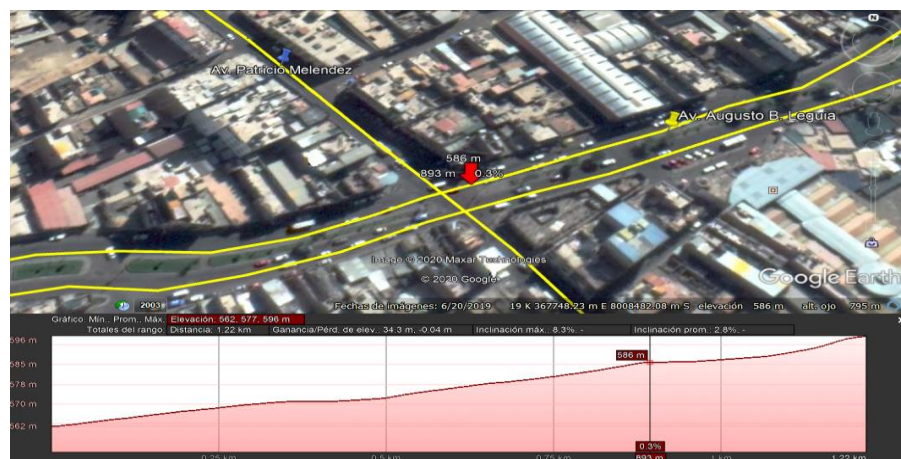 N
Av. Patricio Melendez
Av. Augusto B. Leguia
586 m
893 m 0.3%
Image © 2020 Maxar Technologies
© 2020 Google
Google Earth
2003 Fechas de imágenes: 6/20/2019 19 K 367748.23 m E 8008482.08 m S elevación 586 m alt. ojo 795 m
Gráfico: Mín., Prom., Máx. Elevación: 562, 577, 596 m
Totales del rango: Distancia: 1.22 km Ganancia/Pérd. de elev.: 34.3 m, -0.04 m Inclinación máx.: 8.3%, - Inclinación prom.: 2.8%, -
596 m
586 m
585 m
578 m
570 m
562 m
0.3%
0.25 km 0.5 km 0.75 km 893 m 1 km 1.22 km